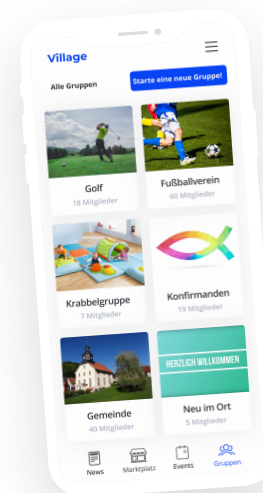 Village
Alle Gruppen
Starte eine neue Gruppe!
Golf
18 Mitglieder
Fußballverein
60 Mitglieder
Krabbelgruppe
7 Mitglieder
Konfirmanden
19 Mitglieder
HERZLICH WILLKOMMEN
Gemeinde
40 Mitglieder
Neu im Ort
5 Mitglieder
News
Marktplatz
Events
Gruppen